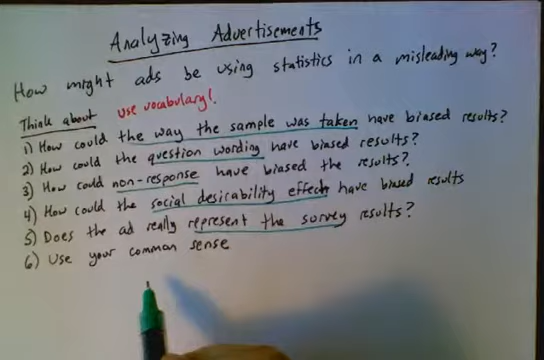 Analyzing Advertisements
How might ads be using statistics in a misleading way?
Think about use vocabulary!
1) How could the way the sample was taken have biased results?
2) How could the question wording have biased results?
3) How could non-response have biased the results?
4) How could the social desirability effect have biased results
5) Does the ad really represent the survey results?
6) Use your common sense